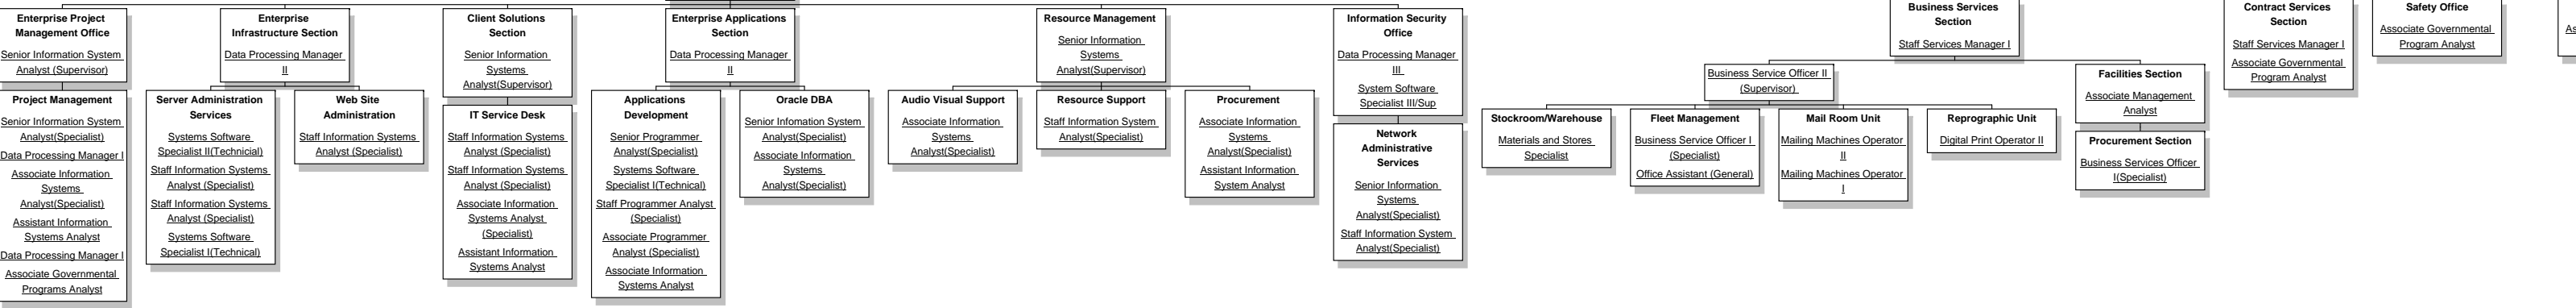 Enterprise Project
Management Office
Senior Information System
Analyst (Supervisor)
Project Management
Senior Information System
Analyst(Specialist)
Data Processing Manager I
Associate Information
Systems
Analyst(Specialist)
Assistant Information
Systems Analyst
Data Processing Manager I
Associate Governmental
Programs Analyst
Enterprise
Infrastructure Section
Data Processing Manager
II
Server Administration
Services
Systems Software
Specialist II(Technicial)
Staff Information Systems
Analyst (Specialist)
Staff Information Systems
Analyst (Specialist)
Systems Software
Specialist I(Technical)
Web Site
Administration
Staff Information Systems
Analyst (Specialist)
Client Solutions
Section
Senior Information
Systems
Analyst(Supervisor)
IT Service Desk
Staff Information Systems
Analyst (Specialist)
Staff Information Systems
Analyst (Specialist)
Associate Information
Systems Analyst
(Specialist)
Assistant Information
Systems Analyst
Enterprise Applications
Section
Data Processing Manager
II
Applications
Development
Senior Programmer
Analyst(Specialist)
Systems Software
Specialist I(Technical)
Staff Programmer Analyst
(Specialist)
Associate Programmer
Analyst (Specialist)
Associate Information
Systems Analyst
Oracle DBA
Senior Information System
Analyst(Specialist)
Associate Information
Systems
Analyst(Specialist)
Resource Management
Senior Information
Systems
Analyst(Supervisor)
Audio Visual Support
Associate Information
Systems
Analyst(Specialist)
Resource Support
Staff Information System
Analyst(Specialist)
Procurement
Associate Information
Systems
Analyst(Specialist)
Assistant Information
System Analyst
Information Security
Office
Data Processing Manager
III
System Software
Specialist III/Sup
Network
Administrative
Services
Senior Information
Systems
Analyst(Specialist)
Staff Information System
Analyst(Specialist)
Business Services
Section
Staff Services Manager I
Business Service Officer II
(Supervisor)
Stockroom/Warehouse
Materials and Stores
Specialist
Fleet Management
Business Service Officer I
(Specialist)
Office Assistant (General)
Mail Room Unit
Mailing Machines Operator
II
Mailing Machines Operator
I
Reprographic Unit
Digital Print Operator II
Facilities Section
Associate Management
Analyst
Procurement Section
Business Services Officer
I(Specialist)
Contract Services
Section
Staff Services Manager I
Associate Governmental
Program Analyst
Safety Office
Associate Governmental
Program Analyst